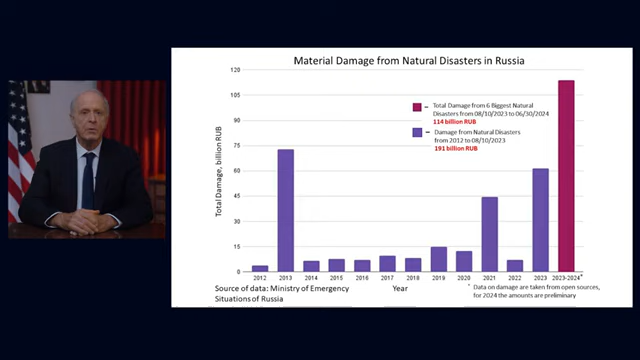 Material Damage from Natural Disasters in Russia
Total Damage, billion RUB
120
105
90
75
60
45
30
15
0
Total Damage from 6 Biggest Natural
Disasters from 08/10/2023 to 06/30/2024
114 billion RUB
Damage from Natural Disasters
from 2012 to 08/10/2023
191 billion RUB
2012 2013 2014 2015 2016 2017 2018 2019 2020 2021 2022 2023 2023-2024*
Source of data: Ministry of Emergency
Situations of Russia
Year
* Data on damage are taken from open sources,
for 2024 the amounts are preliminary